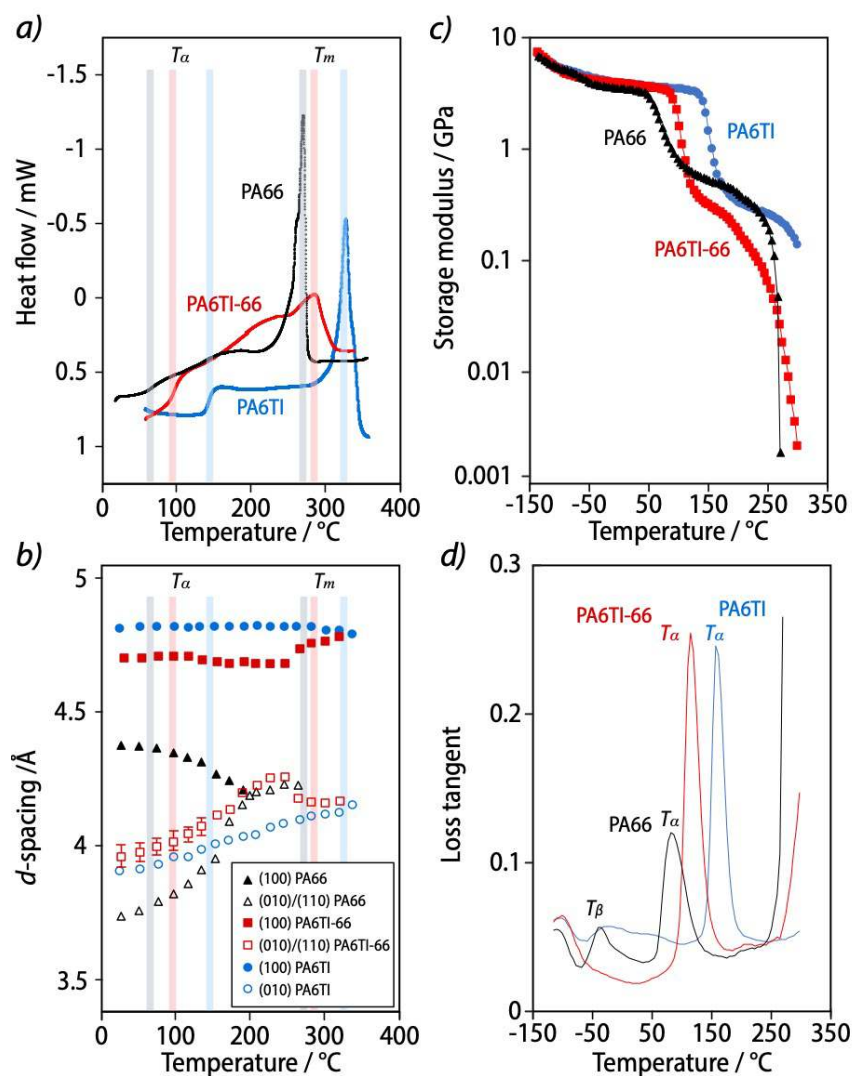 a)
Tα
Tm
-1.5
-1
-0.5
0
0.5
1
Heat flow / mW
PA66
PA6TI-66
PA6TI
0
100
200
300
400
Temperature / °C
c)
10
1
0.1
0.01
0.001
Storage modulus / GPa
PA66
PA6TI
PA6TI-66
-150
-50
50
150
250
350
Temperature / °C
b)
Tα
Tm
5
4.5
4
3.5
d-spacing /Å
(100) PA66
(010)/(110) PA66
(100) PA6TI-66
(010)/(110) PA6TI-66
(100) PA6TI
(010) PA6TI
0
100
200
300
400
Temperature / °C
d)
0.3
0.2
0.1
0
Loss tangent
PA6TI-66
PA6TI
Tα
Tα
PA66
Tα
Tβ
-150
-50
50
150
250
350
Temperature / °C